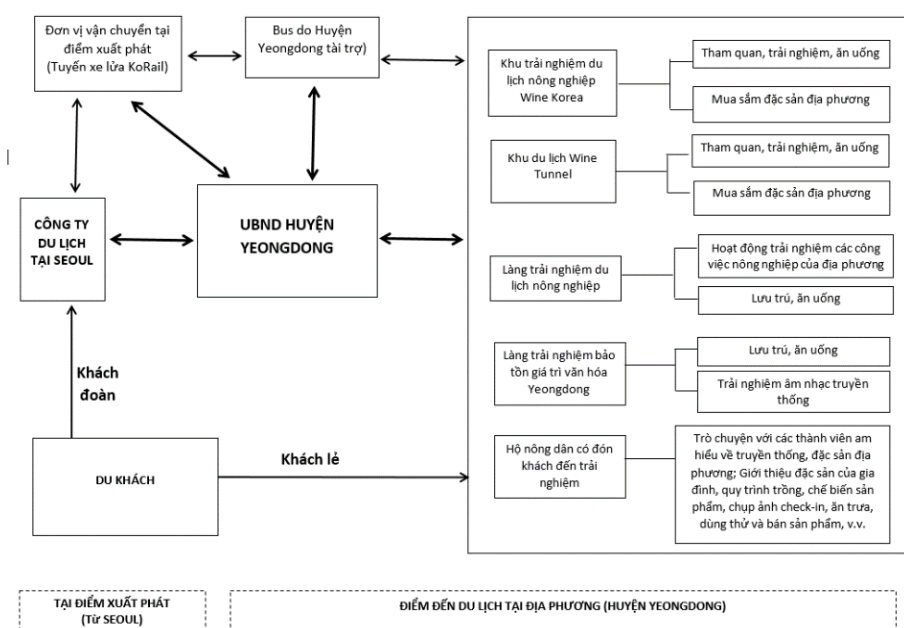 Đơn vị vận chuyển tại
điểm xuất phát
(Tuyến xe lửa KoRail)
Bus do Huyện
Yeongdong tài trợ)
Khu trải nghiệm du
lịch nông nghiệp
Wine Korea
Tham quan, trải nghiệm, ăn uống
Mua sắm đặc sản địa phương
Khu du lịch Wine
Tunnel
Tham quan, trải nghiệm, ăn uống
Mua sắm đặc sản địa phương
CÔNG TY
DU LỊCH
TẠI SEOUL
UBND HUYỆN
YEONGDONG
Làng trải nghiệm du
lịch nông nghiệp
Hoạt động trải nghiệm các công
việc nông nghiệp của địa phương
Lưu trú, ăn uống
Làng trải nghiệm bảo
tồn giá trì văn hóa
Yeongdong
Lưu trú, ăn uống
Trải nghiệm âm nhạc truyền
thống
Khách
đoàn
DU KHÁCH
Khách lẻ
Hộ nông dân có đón
khách đến trải
nghiệm
Trò chuyện với các thành viên am
hiểu về truyền thống, đặc sản địa
phương; Giới thiệu đặc sản của gia
đình, quy trình trồng, chế biến sản
phẩm, chụp ảnh check-in, ăn trưa,
dùng thử và bán sản phẩm, v.v.
TẠI ĐIỂM XUẤT PHÁT
(Từ SEOUL)
ĐIỂM ĐẾN DU LỊCH TẠI ĐỊA PHƯƠNG (HUYỆN YEONGDONG)